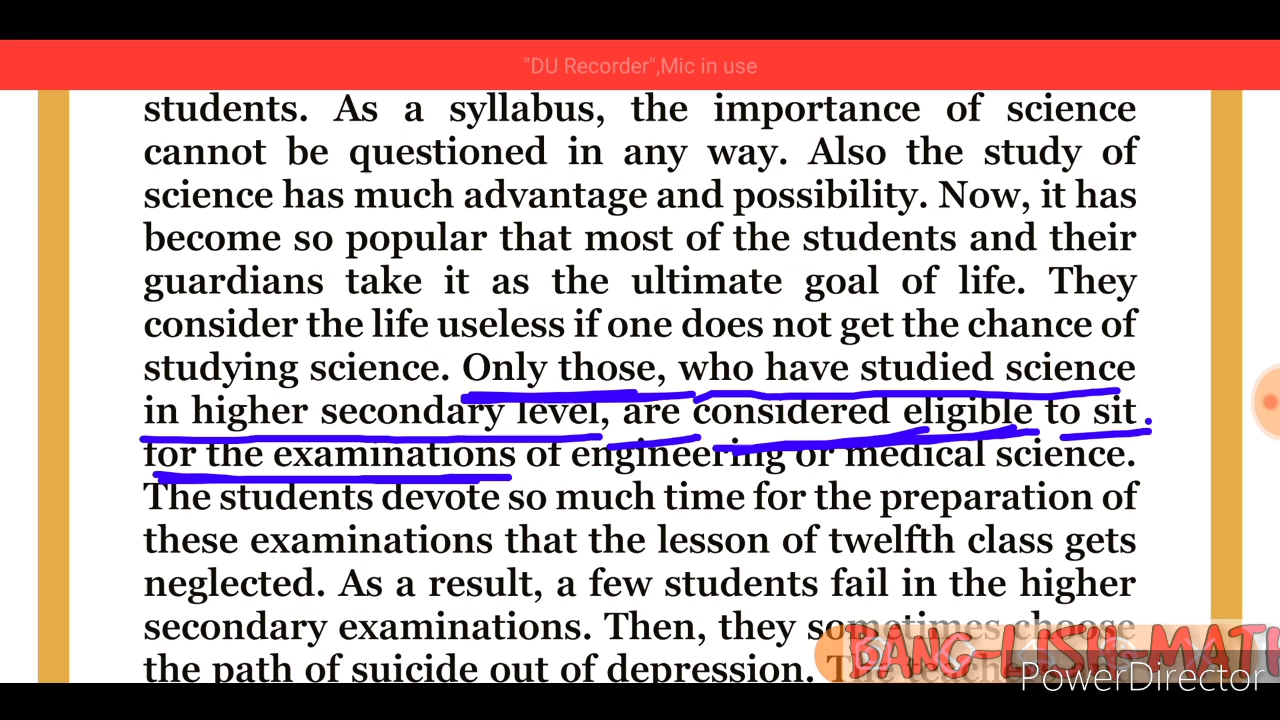 "DU Recorder",Mic in use
students. As a syllabus, the importance of science
cannot be questioned in any way. Also the study of
science has much advantage and possibility. Now, it has
become so popular that most of the students and their
guardians take it as the ultimate goal of life. They
consider the life useless if one does not get the chance of
studying science. Only those, who have studied science
in higher secondary level, are considered eligible to sit
for the examinations of engineering or medical science.
The students devote so much time for the preparation of
these examinations that the lesson of twelfth class gets
neglected. As a result, a few students fail in the higher
secondary examinations. Then, they sometimes choose
the path of suicide out of depression. The
BANG-LISH-MATH
PowerDirector